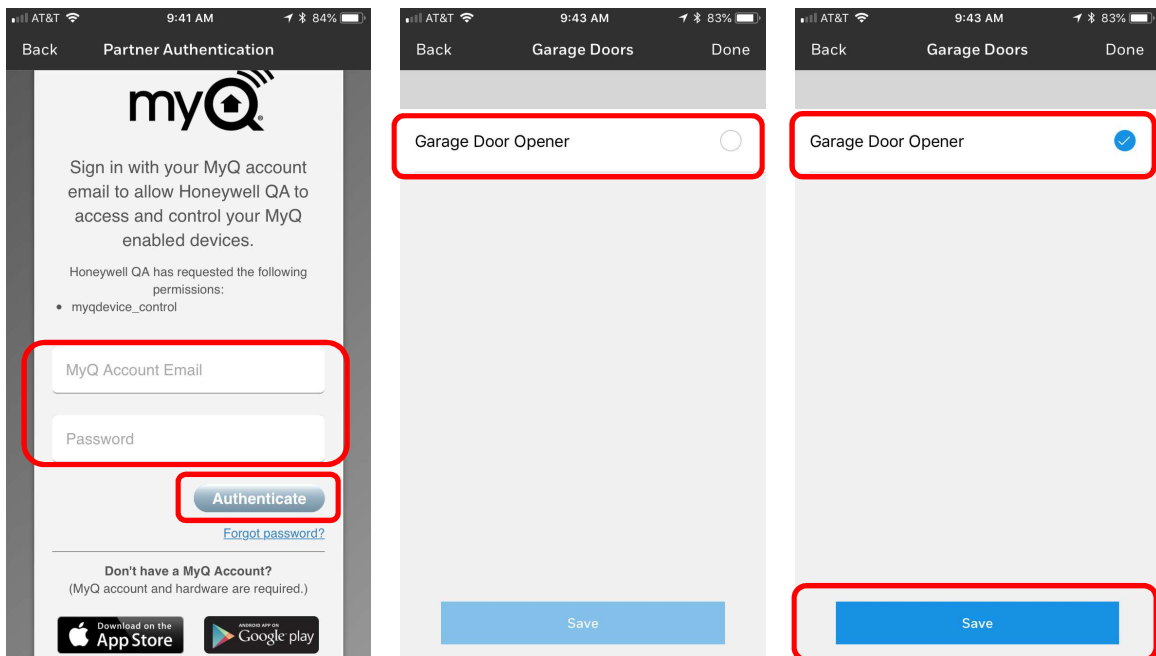 AT&T 9:41 AM 84%
Back Partner Authentication
myQ
Sign in with your MyQ account
email to allow Honeywell QA to
access and control your MyQ
enabled devices.
Honeywell QA has requested the following
permissions:
• myqdevice_control
MyQ Account Email
Password
Authenticate
Forgot password?
Don't have a MyQ Account?
(MyQ account and hardware are required.)
Download on the
App Store
ANDROID APP ON
Google play
AT&T 9:43 AM 83%
Back Garage Doors Done
Garage Door Opener
Save
AT&T 9:43 AM 83%
Back Garage Doors Done
Garage Door Opener
Save